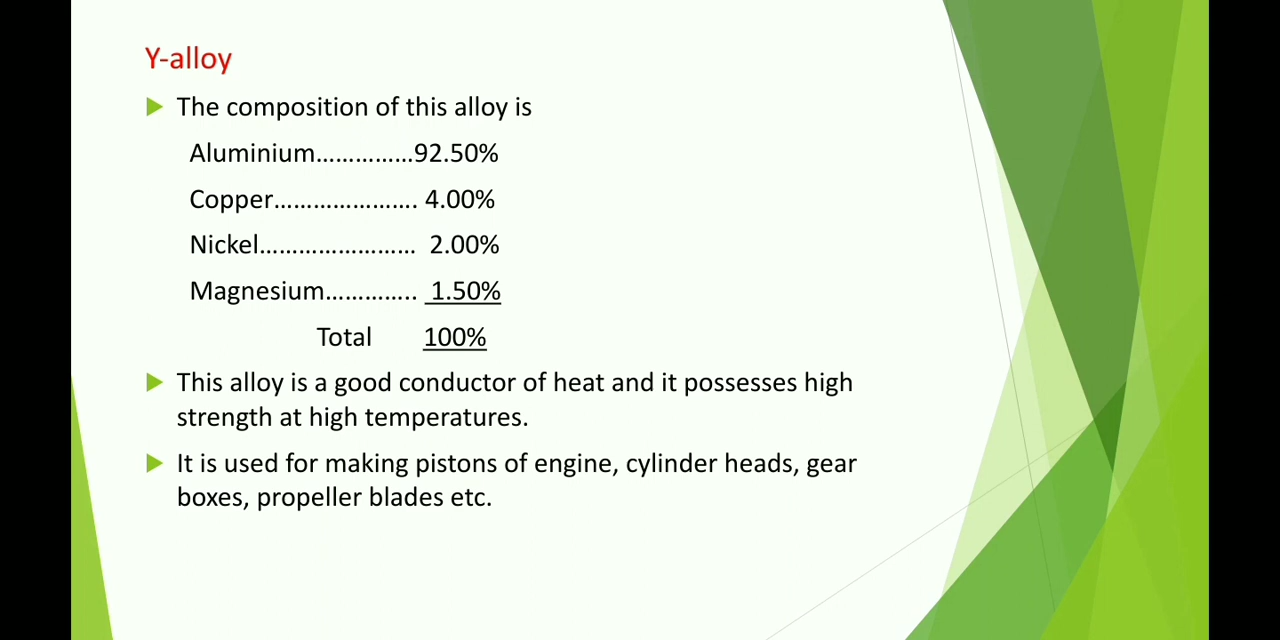 Y-alloy
The composition of this alloy is
Aluminium……………92.50%
Copper…………………. 4.00%
Nickel…………………… 2.00%
Magnesium………….. 1.50%
Total 100%
This alloy is a good conductor of heat and it possesses high
strength at high temperatures.
It is used for making pistons of engine, cylinder heads, gear
boxes, propeller blades etc.